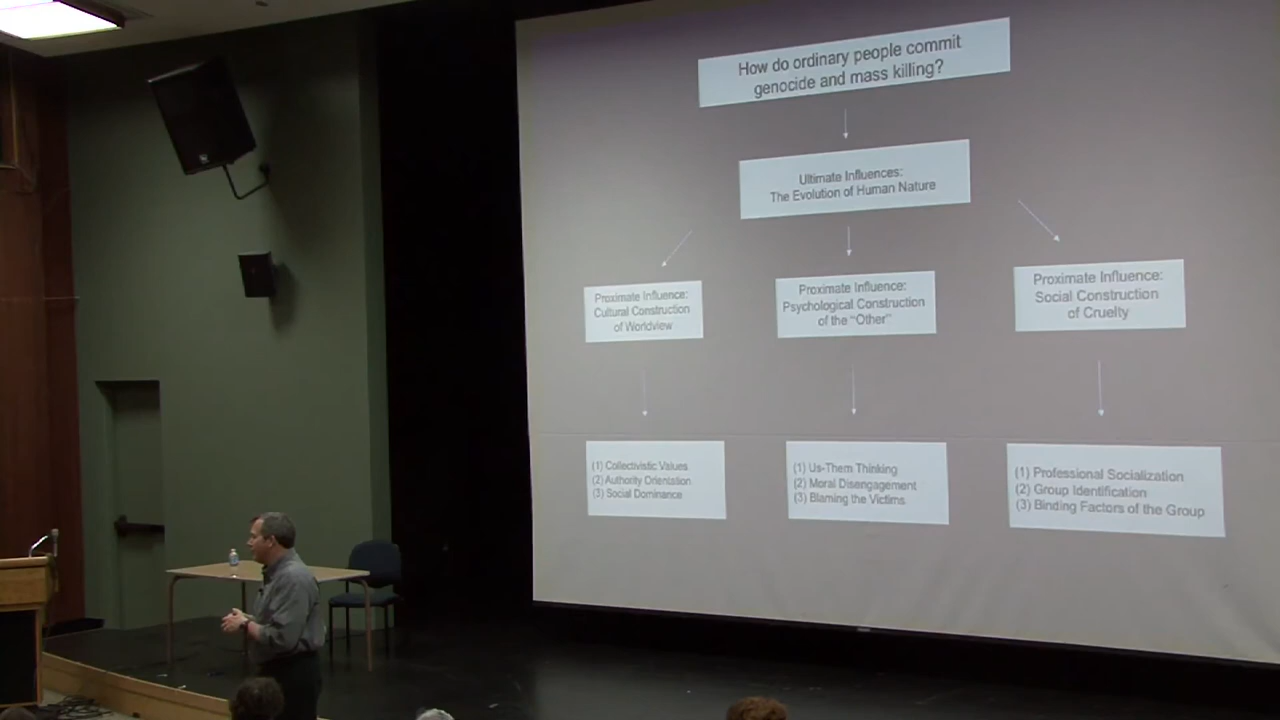 How do ordinary people commit
genocide and mass killing?
Ultimate Influences:
The Evolution of Human Nature
Proximate Influence:
Cultural Construction
of Worldview
Proximate Influence:
Psychological Construction
of the "Other"
Proximate Influence:
Social Construction
of Cruelty
(1) Collectivistic Values
(2) Authority Orientation
(3) Social Dominance
(1) Us-Them Thinking
(2) Moral Disengagement
(3) Blaming the Victims
(1) Professional Socialization
(2) Group Identification
(3) Binding Factors of the Group